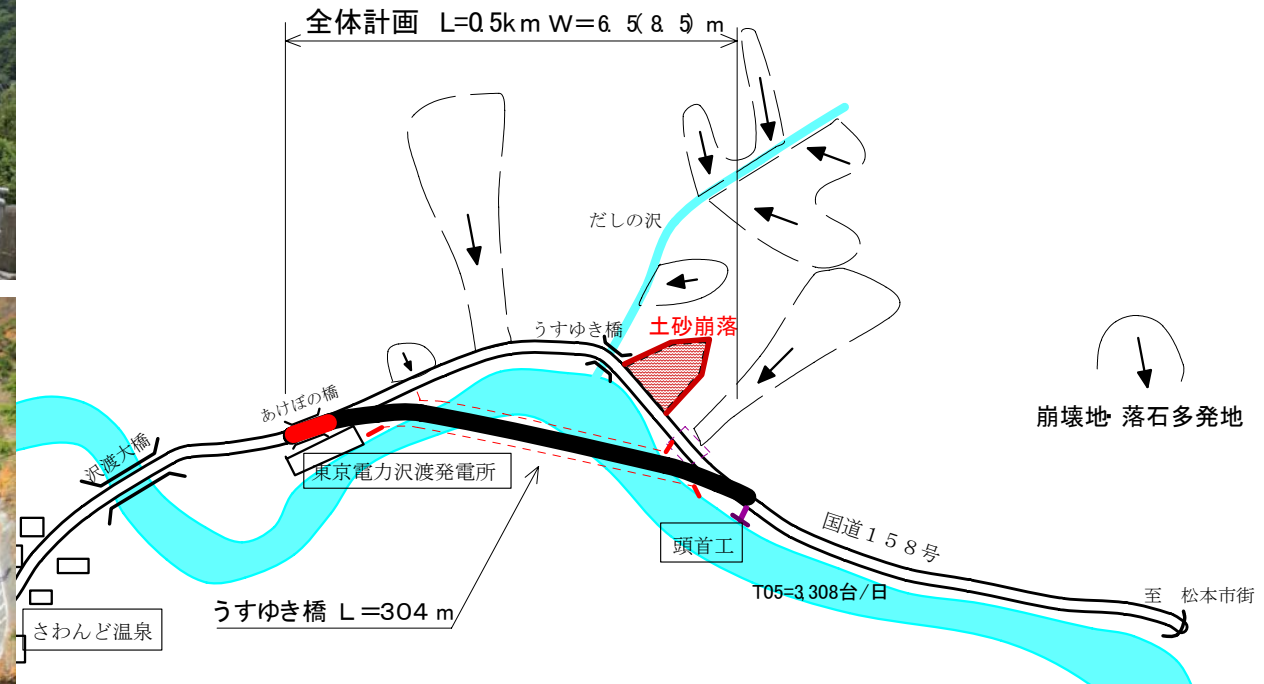 全体計画 L=0.5km W=6.5(8.5)m
だしの沢
うすゆき橋
土砂崩落
あけぼの橋
沢渡大橋
東京電力沢渡発電所
崩壊地・落石多発地
国道158号
頭首工
T05=3,308台/日
至 松本市街
うすゆき橋 L=304m
さわんど温泉